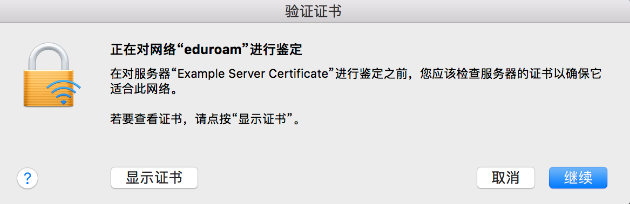 验证证书
正在对网络“eduroam”进行鉴定
在对服务器“Example Server Certificate”进行鉴定之前，您应该检查服务器的证书以确保它
适合此网络。
若要查看证书，请点按“显示证书”。
?
显示证书
取消
继续